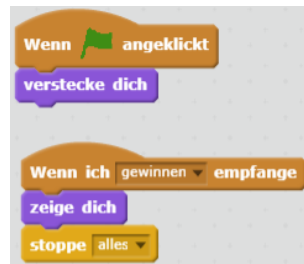 Wenn angeklickt
verstecke dich
Wenn ich gewinnen empfange
zeige dich
stoppe alles